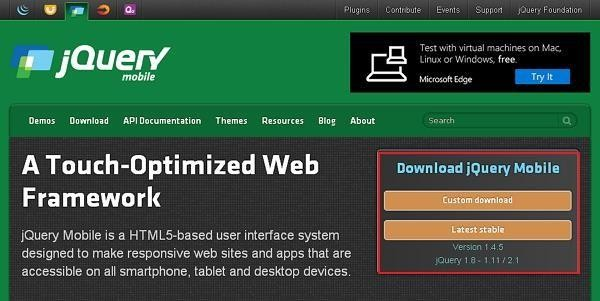 Plugins Contribute Events Support jQuery Foundation
jQuery
mobile
Test with virtual machines on Mac,
Linux or Windows, free.
Microsoft Edge Try It
Demos Download API Documentation Themes Resources Blog About Search
A Touch-Optimized Web
Framework
jQuery Mobile is a HTML5-based user interface system
designed to make responsive web sites and apps that are
accessible on all smartphone, tablet and desktop devices.
Download jQuery Mobile
Custom download
Latest stable
Version 1.4.5
jQuery 1.8 - 1.11 / 2.1